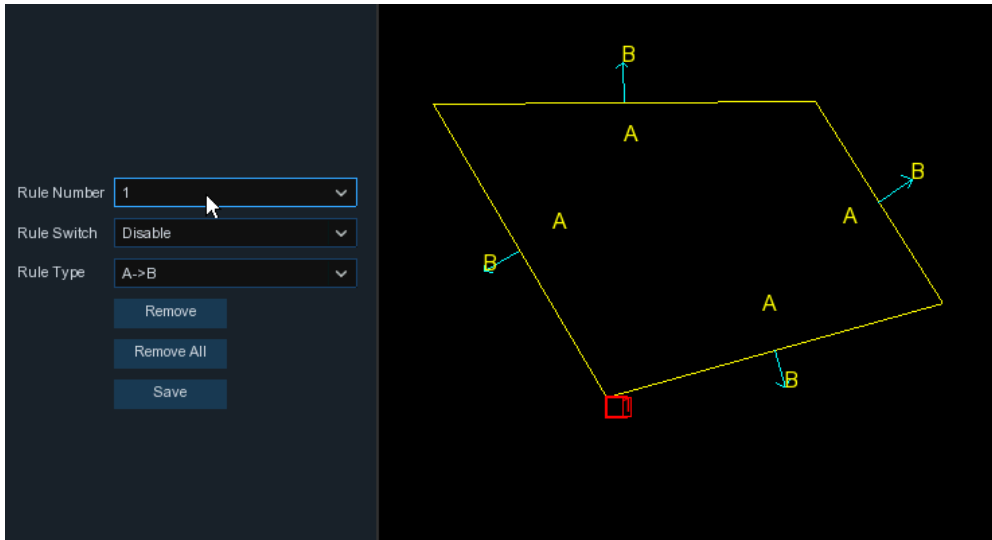 Rule Number 1
Rule Switch Disable
Rule Type A->B
Remove
Remove All
Save
B
A
B
A
A
B
A
B